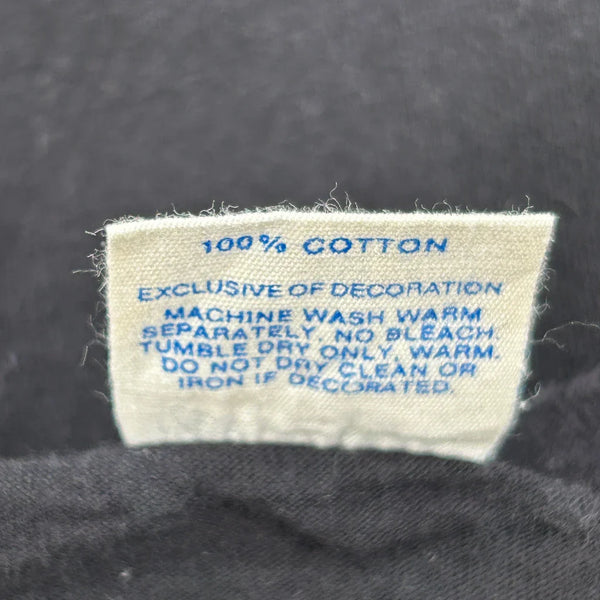 100% COTTON
EXCLUSIVE OF DECORATION
MACHINE WASH WARM
SEPARATELY, NO BLEACH,
TUMBLE DRY ONLY, WARM.
DO NOT DRY CLEAN OR
IRON IF DECORATED.